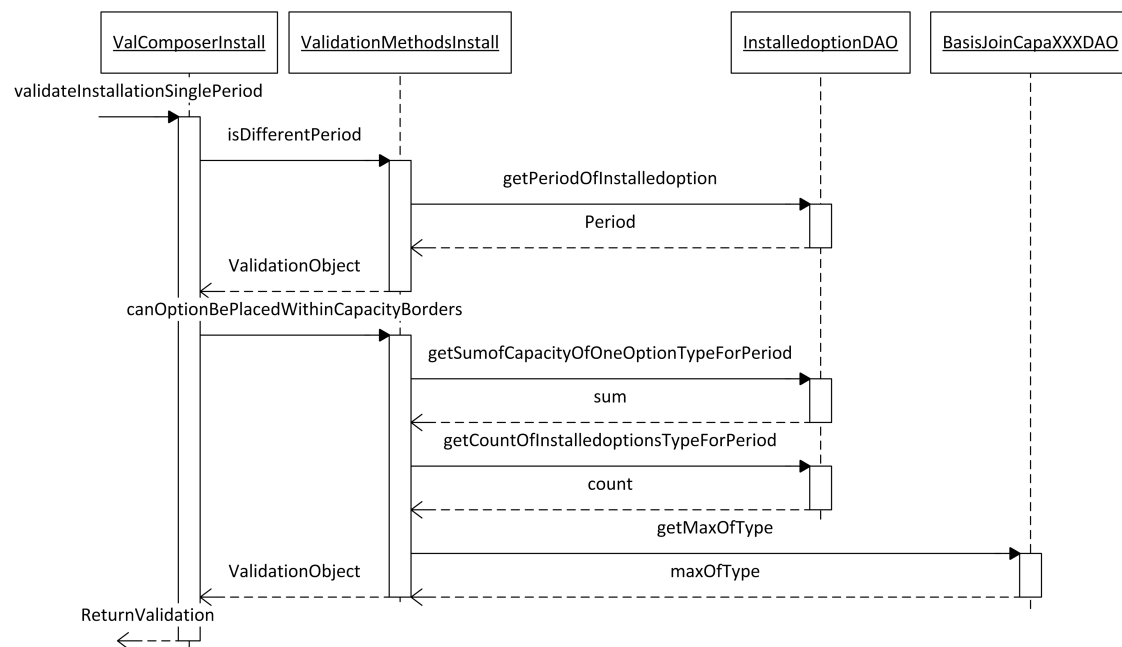 ValComposerInstall
ValidationMethodsInstall
InstalledoptionDAO
BasisJoinCapaXXXDAO
validateInstallationSinglePeriod
isDifferentPeriod
getPeriodOfInstalledoption
Period
ValidationObject
canOptionBePlacedWithinCapacityBorders
getSumofCapacityOfOneOptionTypeForPeriod
sum
getCountOfInstalledoptionsTypeForPeriod
count
getMaxOfType
ValidationObject
maxOfType
ReturnValidation